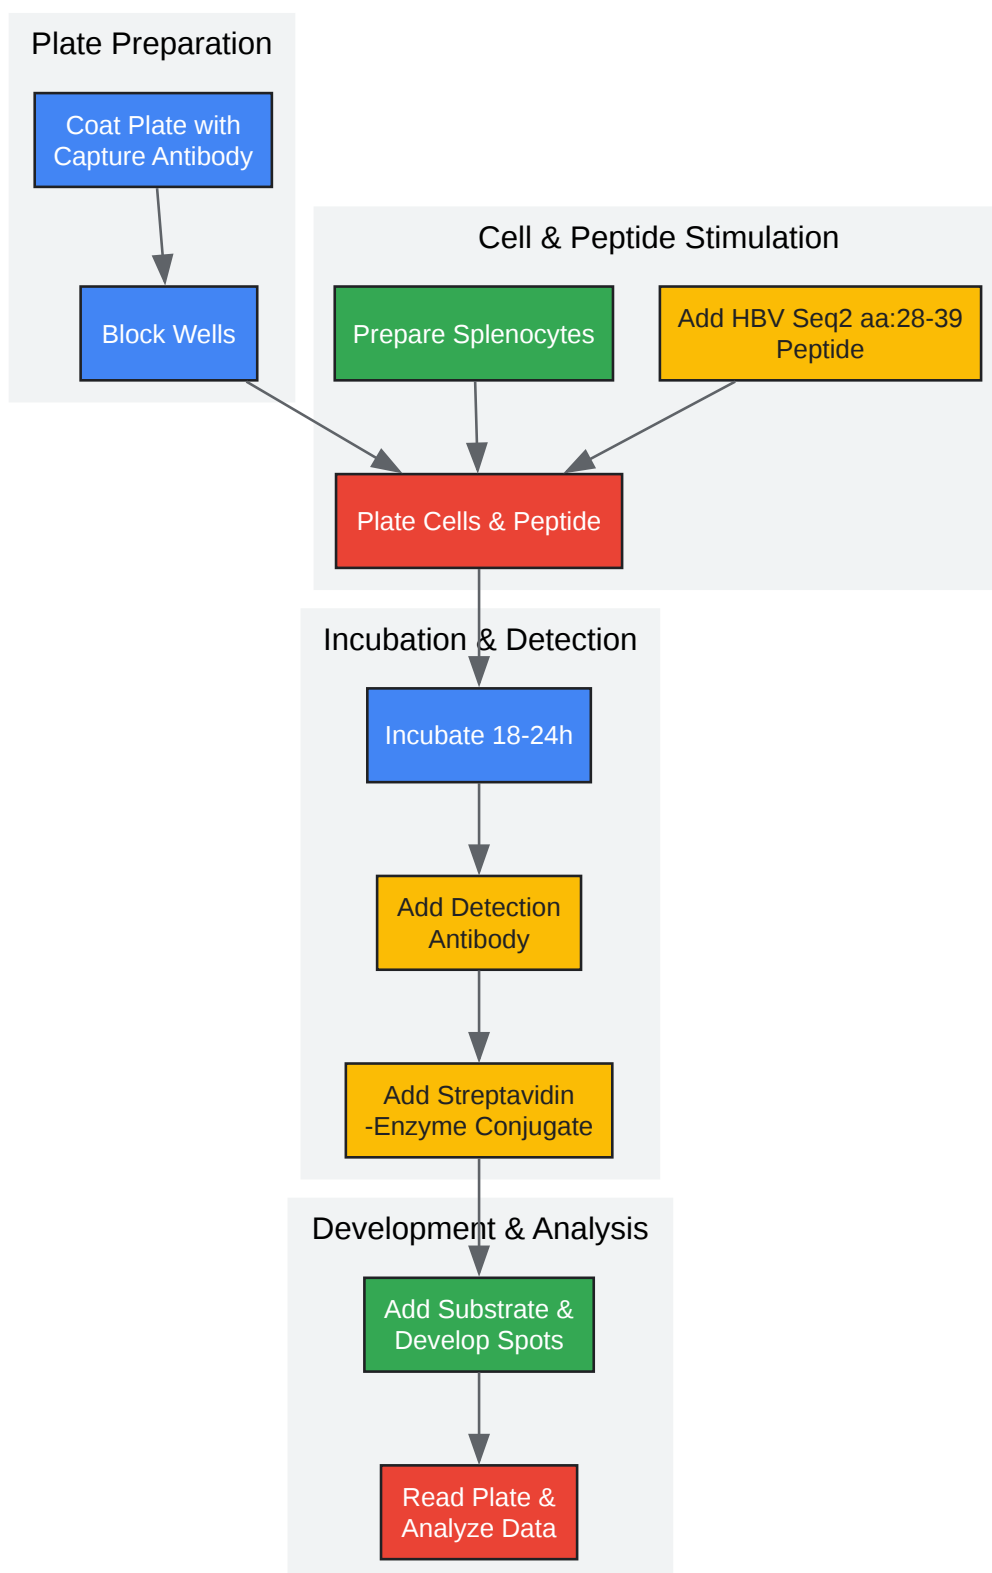 Plate Preparation
Coat Plate with
Capture Antibody
Block Wells
Cell & Peptide Stimulation
Prepare Splenocytes
Add HBV Seq2 aa:28-39
Peptide
Plate Cells & Peptide
Incubation & Detection
Incubate 18-24h
Add Detection
Antibody
Add Streptavidin
-Enzyme Conjugate
Development & Analysis
Add Substrate &
Develop Spots
Read Plate &
Analyze Data